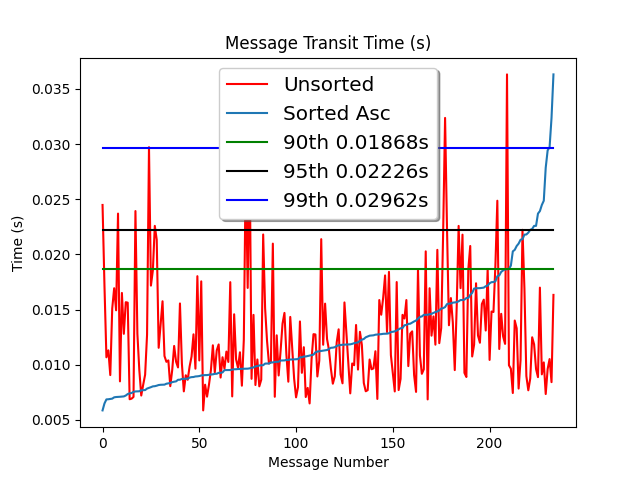 Message Transit Time (s)
Unsorted
Sorted Asc
90th 0.01868s
95th 0.02226s
99th 0.02962s
0.035
0.030
0.025
0.020
0.015
0.010
0.005
Time (s)
0 50 100 150 200
Message Number